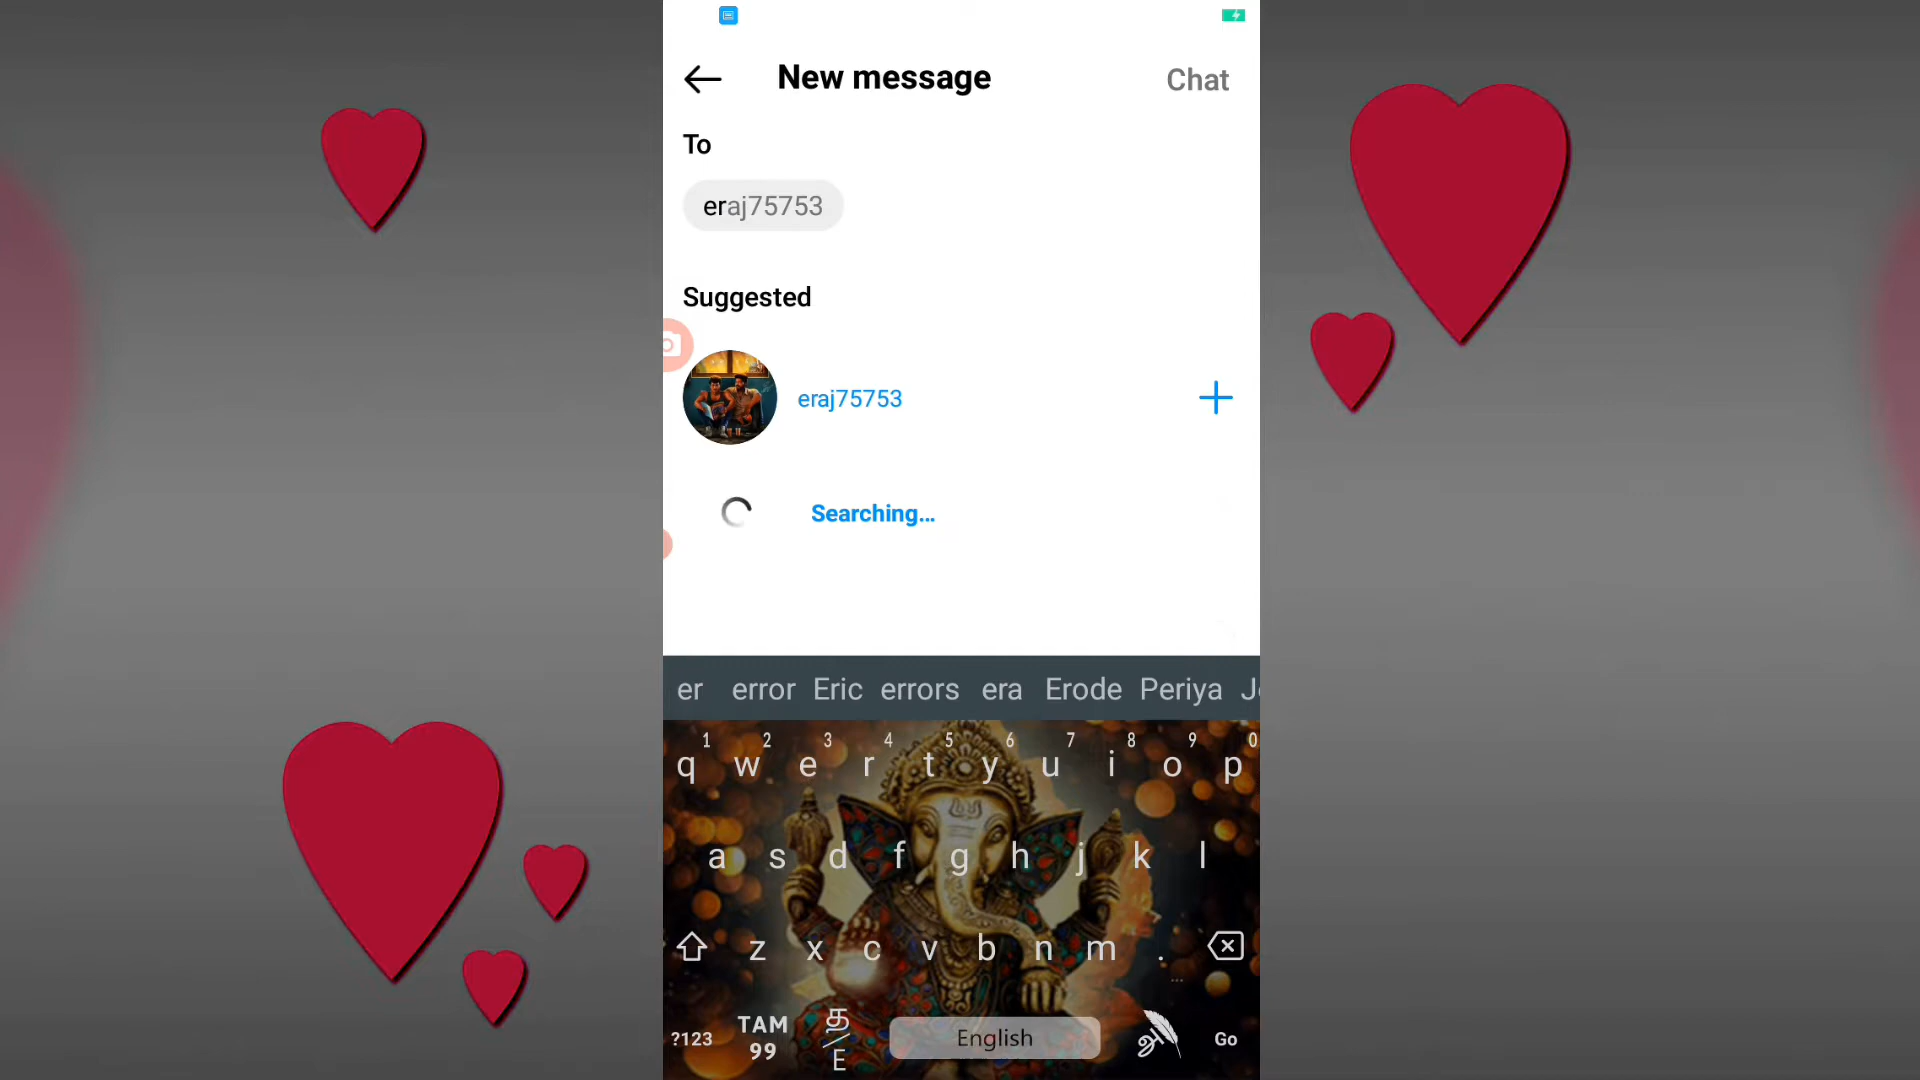 New message
Chat
To
eraj75753
Suggested
eraj75753
Searching...
er error Eric errors era Erode Periya
1 2 3 4 5 6 7 8 9 0
q w e r t y u i o p
a s d f g h j k l
z x c v b n m .
?123 TAM 99 த/E English அ Go